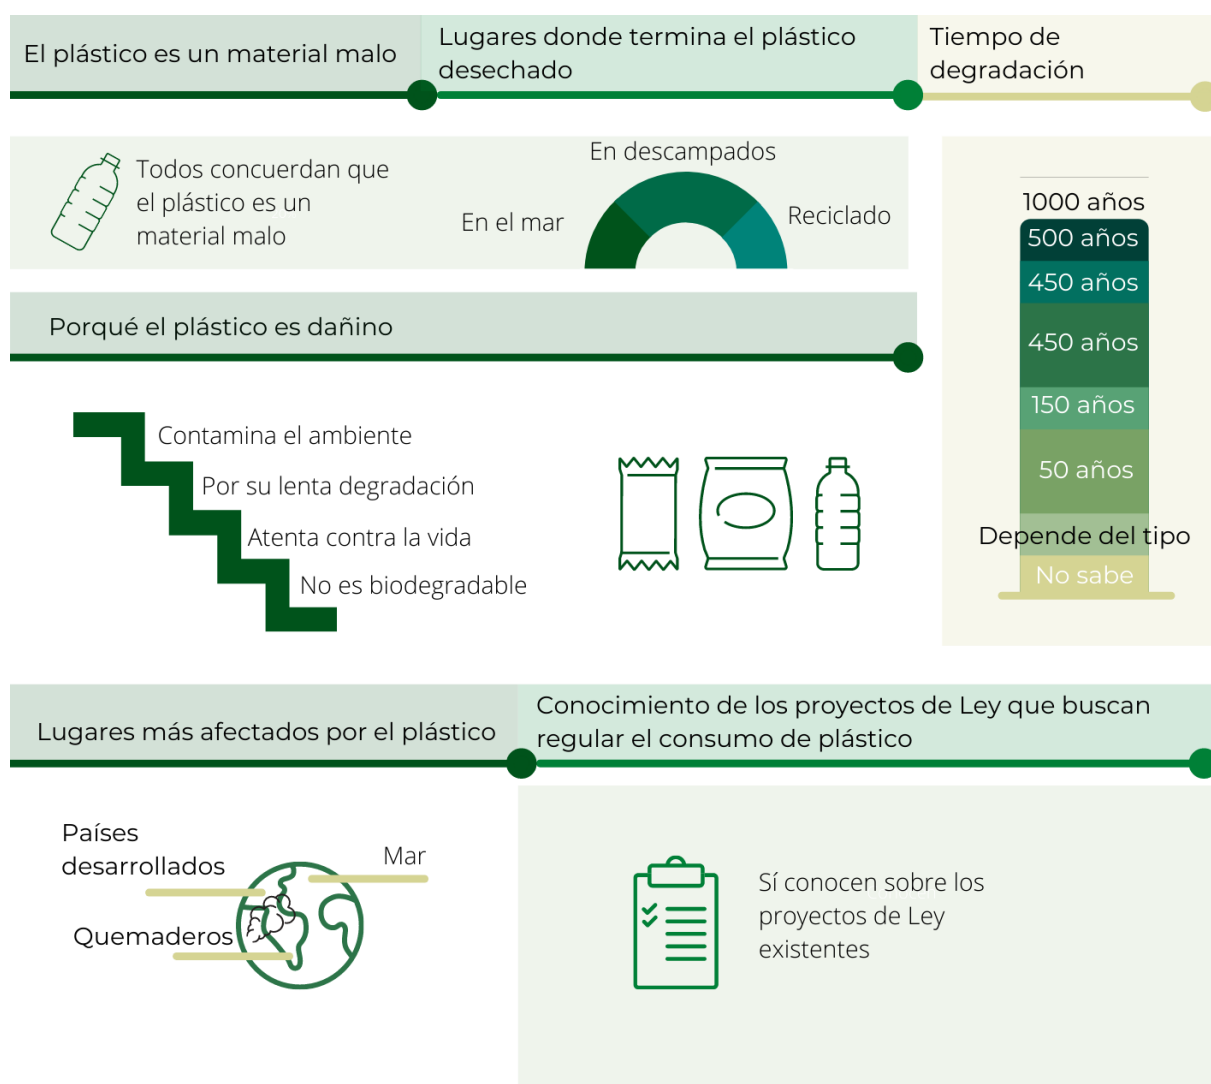 El plástico es un material malo
Lugares donde termina el plástico
desechado
Tiempo de
degradación
Todos concuerdan que
el plástico es un
material malo
En descampados
En el mar
Reciclado
1000 años
500 años
450 años
450 años
150 años
50 años
Depende del tipo
No sabe
Porqué el plástico es dañino
Contamina el ambiente
Por su lenta degradación
Atenta contra la vida
No es biodegradable
Lugares más afectados por el plástico
Conocimiento de los proyectos de Ley que buscan
regular el consumo de plástico
Países
desarrollados
Mar
Quemaderos
Sí conocen sobre los
proyectos de Ley
existentes